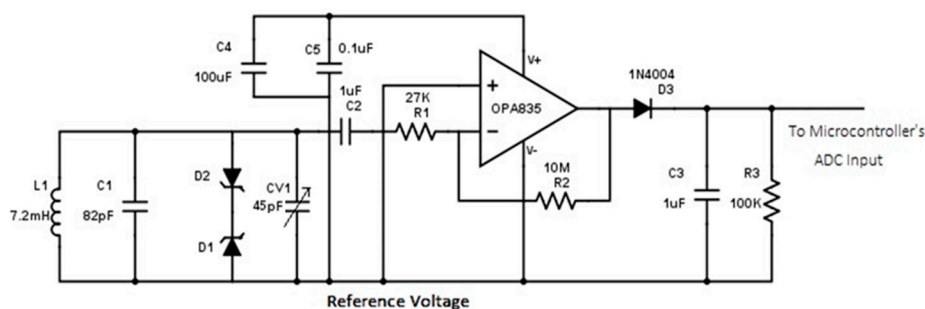 C4
100uF
C5
0.1uF
1uF
C2
27K
R1
V+
+
OPA835
−
V-
1N4004
D3
10M
R2
L1
7.2mH
C1
82pF
D2
D1
CV1
45pF
C3
1uF
R3
100K
To Microcontroller's
ADC Input
Reference Voltage